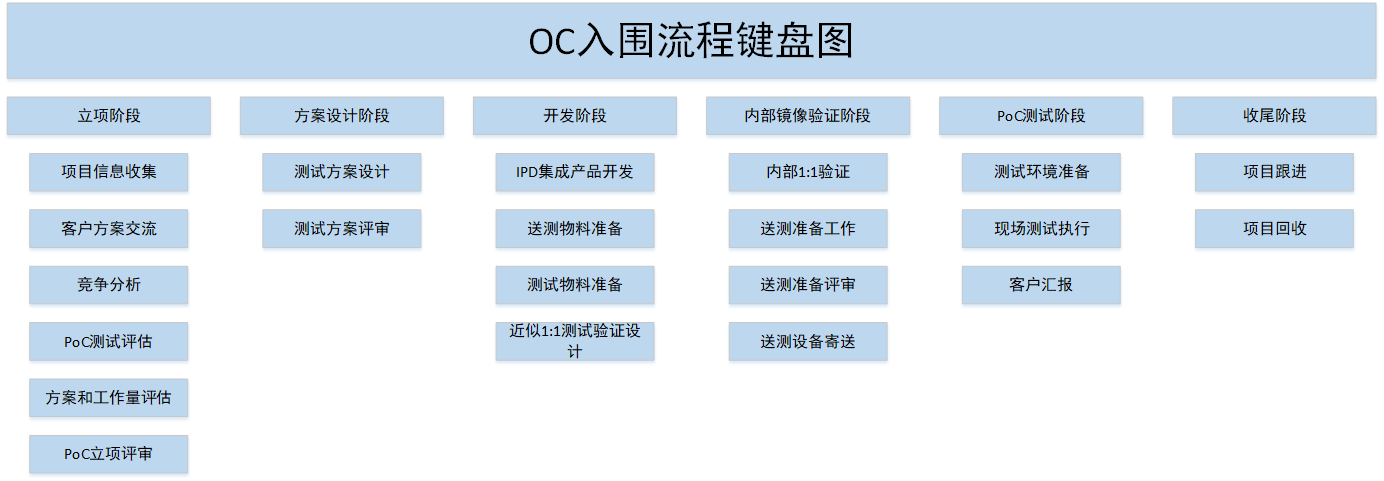 OC入围流程键盘图
立项阶段
项目信息收集
客户方案交流
竞争分析
PoC测试评估
方案和工作量评估
PoC立项评审
方案设计阶段
测试方案设计
测试方案评审
开发阶段
IPD集成产品开发
送测物料准备
测试物料准备
近似1:1测试验证设
计
内部镜像验证阶段
内部1:1验证
送测准备工作
送测准备评审
送测设备寄送
PoC测试阶段
测试环境准备
现场测试执行
客户汇报
收尾阶段
项目跟进
项目回收